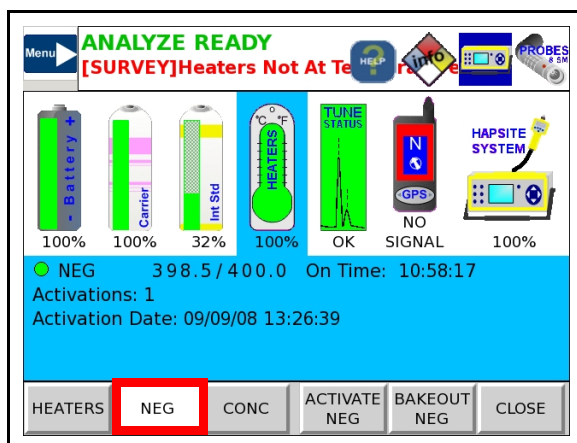 Menu
ANALYZE READY
[SURVEY]Heaters Not At Te
HELP
info
PROBES
& SM
- Battery +
Carrier
Int Std
°C °F
HEATERS
TUNE
STATUS
N
GPS
HAPSITE
SYSTEM
100%
100%
32%
100%
OK
NO
SIGNAL
100%
NEG 398.5/400.0 On Time: 10:58:17
Activations: 1
Activation Date: 09/09/08 13:26:39
HEATERS
NEG
CONC
ACTIVATE
NEG
BAKEOUT
NEG
CLOSE